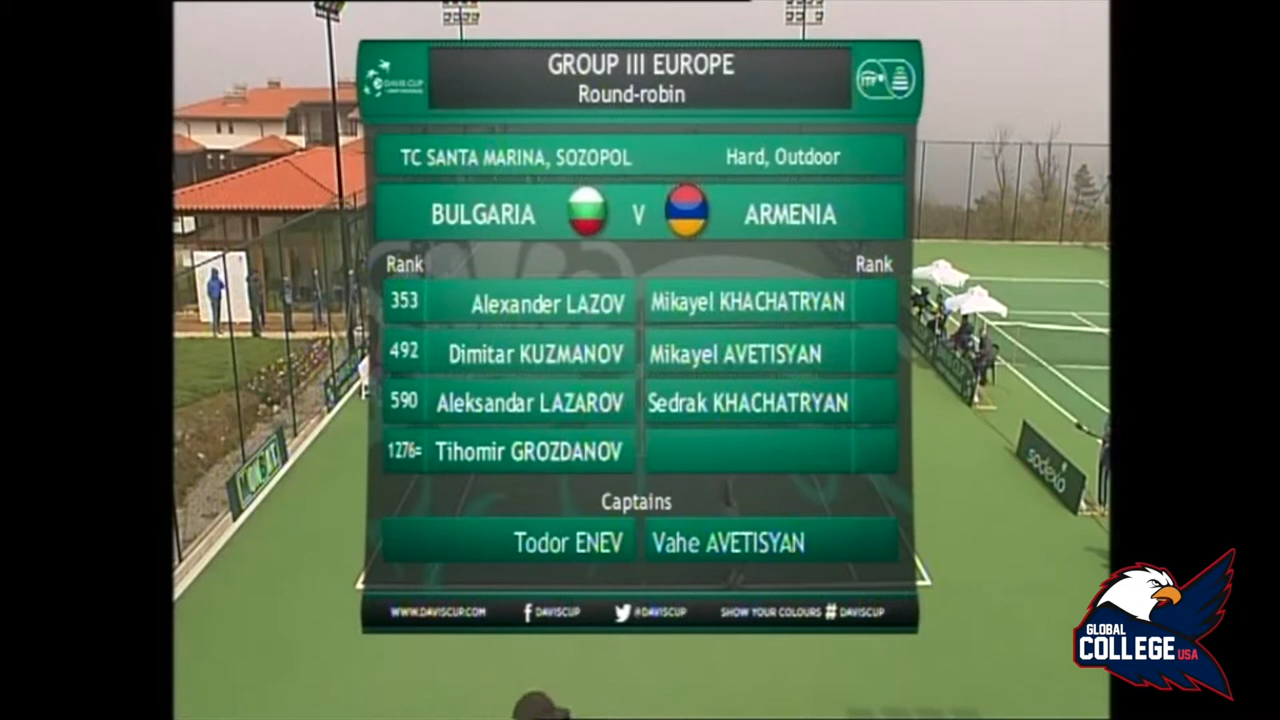 GROUP III EUROPE
Round-robin
DAVIS CUP
ITF
TC SANTA MARINA, SOZOPOL Hard, Outdoor
BULGARIA V ARMENIA
Rank Rank
353 Alexander LAZOV Mikayel KHACHATRYAN
492 Dimitar KUZMANOV Mikayel AVETISYAN
590 Aleksandar LAZAROV Sedrak KHACHATRYAN
1276= Tihomir GROZDANOV
Captains
Todor ENEV Vahe AVETISYAN
WWW.DAVISCUP.COM f DAVISCUP @DAVISCUP SHOW YOUR COLOURS # DAVISCUP
sodexo
GLOBAL
COLLEGE USA